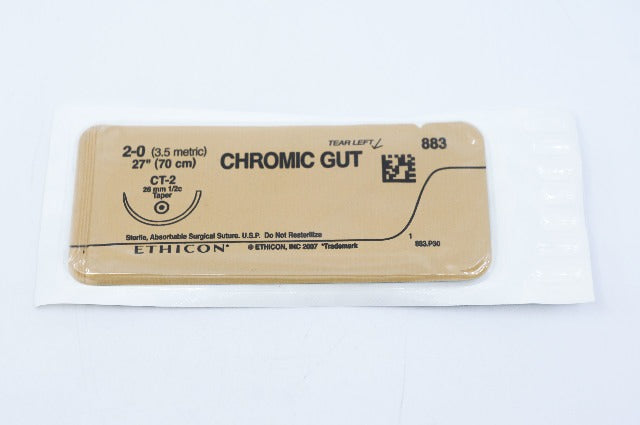 TEAR LEFT
883
2-0 (3.5 metric)
27" (70 cm)
CHROMIC GUT
CT-2
26 mm 1/2c
Taper
Sterile, Absorbable Surgical Suture. U.S.P. Do Not Resterilize
1
ETHICON*
© ETHICON, INC 2007 *Trademark
883.P30